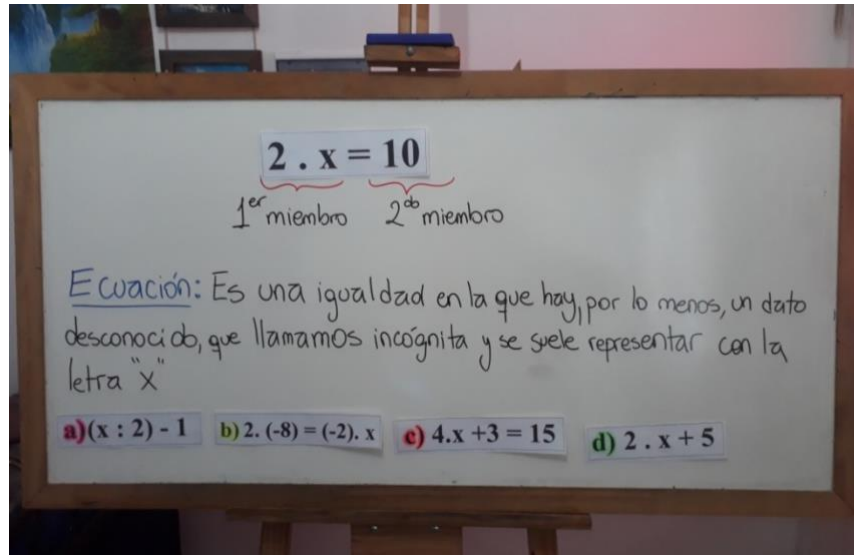 2 . x = 10
1er miembro 2do miembro
Ecuación: Es una igualdad en la que hay, por lo menos, un dato
desconocido, que llamamos incógnita y se suele representar con la
letra "x"
a)(x : 2) - 1 b) 2. (-8) = (-2). x c) 4.x +3 = 15 d) 2 . x + 5